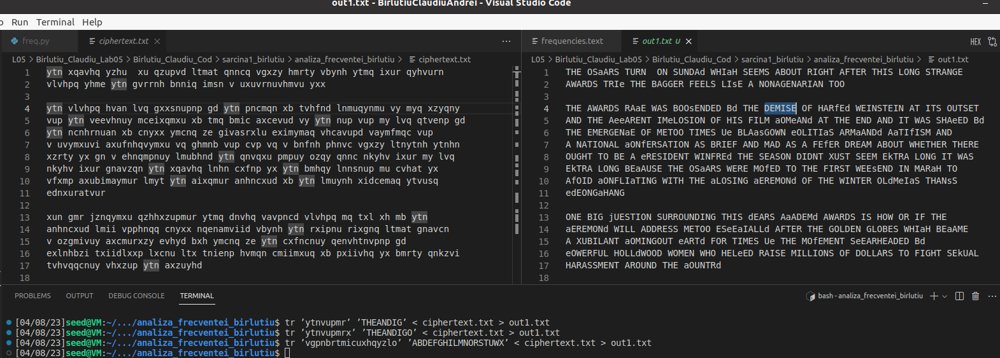 out1.txt - BirlutiuClaudiuAndrei - Visual Studio Code
Run Terminal Help
freq.py ciphertext.txt
L05 > Birlutiu_Claudiu_Lab05 > Birlutiu_Claudiu_Cod > sarcina1_birlutiu > analiza_frecventei_birlutiu > ciphertext.txt
1 ytn xqavhq yzhu  xu qzupvd ltmat qnncq vgxzy hmrty vbynh ytmq ixur qyhvurn
2 vlvhpq yhme ytn gvrrnh bnniq imsn v uxuvrnuvhmvu yxx
3
4 ytn vlvhpq hvan lvq gxxsnupnp gd ytn pncmqn xb tvhfnd lnmuqynmu vy myq xzyqny
5 vup ytn veevhnuy mceixqmxu xb tmq bmic axcevud vy ytn nup vup my lvq qtvenp gd
6 ytn ncnhrnuan xb cnyxx ymcnq ze givasrxlu eximymaq vhcavupd vaymfmqc vup
7 v uvymxuvi axufnhqvymxu vq ghmnb vup cvp vq v bnfnh phnvc vgxzy ltnytnh ytnhn
8 xzrty yx gn v ehnqmpnuy lmubhnd ytn qnvqxu pmpuy ozqy qnnc nkyhv ixur my lvq
9 nkyhv ixur gnavzqn ytn xqavhq lnhn cxfnp yx ytn bmhqy lnnsnup mu cvhat yx
10 vfxmp axubimaymur lmyt ytn aixqmur anhncxud xb ytn lmuynh xidcemaq ytvusq
11 ednxuratvur
12
13 xun gmr jznqymxu qzhhxzupmur ytmq dnvhq vavpncd vlvhpq mq txl xh mb ytn
14 anhncxud lmii vpphnqq cnyxx nqenamviid vbynh ytn rxipnu rixgnq ltmat gnavcn
15 v ozgmivuy axcmurxzy evhyd bxh ymcnq ze ytn cxfncnuy qenvhtnvpnp gd
16 exlnhbzi txiidlxxp lxcnu ltx tnienp hvmqn cmiimxuq xb pxiivhq yx bmrty qnkzvi
17 tvhvqqcnuy vhxzup ytn axzuyhd
18
frequencies.text out1.txt U HEX
L05 > Birlutiu_Claudiu_Lab05 > Birlutiu_Claudiu_Cod > sarcina1_birlutiu > analiza_frecventei_birlutiu > out1.txt
1 THE OSaARS TURN  ON SUNDAd WHIaH SEEMS ABOUT RIGHT AFTER THIS LONG STRANGE
2 AWARDS TRIe THE BAGGER FEELS LIsE A NONAGENARIAN TOO
3
4 THE AWARDS RAaE WAS BOOsENDED Bd THE DEMISE OF HARfEd WEINSTEIN AT ITS OUTSET
5 AND THE AeeARENT IMeLOSION OF HIS FILM aOMeANd AT THE END AND IT WAS SHAeED Bd
6 THE EMERGENaE OF METOO TIMES Ue BLAasGOWN eOLITIaS ARMaANDd AaTIfISM AND
7 A NATIONAL aONfERSATION AS BRIEF AND MAD AS A FEfER DREAM ABOUT WHETHER THERE
8 OUGHT TO BE A eRESIDENT WINFREd THE SEASON DIDNT XUST SEEM EkTRA LONG IT WAS
9 EkTRA LONG BEaAUSE THE OSaARS WERE MOfED TO THE FIRST WEEsEND IN MARaH TO
10 AfOID aONFLIaTING WITH THE aLOSING aEREMONd OF THE WINTER OLdMeIaS THANsS
11 edEONGaHANG
12
13 ONE BIG jUESTION SURROUNDING THIS dEARS AaADEMd AWARDS IS HOW OR IF THE
14 aEREMONd WILL ADDRESS METOO ESeEaIALLd AFTER THE GOLDEN GLOBES WHIaH BEaAME
15 A XUBILANT aOMINGOUT eARTd FOR TIMES Ue THE MOfEMENT SeEARHEADED Bd
16 eOWERFUL HOLLdWOOD WOMEN WHO HELeED RAISE MILLIONS OF DOLLARS TO FIGHT SEkUAL
17 HARASSMENT AROUND THE aOUNTRd
18
PROBLEMS OUTPUT DEBUG CONSOLE TERMINAL bash - analiza_frecventei_birlutiu
[04/08/23]seed@VM:~/.../analiza_frecventei_birlutiu$ tr ’ytnvupmr’ ’THEANDIG’ < ciphertext.txt > out1.txt
[04/08/23]seed@VM:~/.../analiza_frecventei_birlutiu$ tr ’ytnvupmrx’ ’THEANDIGO’ < ciphertext.txt > out1.txt
[04/08/23]seed@VM:~/.../analiza_frecventei_birlutiu$ tr ’vgpnbrtmicuxhqyzlo’ ’ABDEFGHILMNORSTUWX’ < ciphertext.txt > out1.txt
[04/08/23]seed@VM:~/.../analiza_frecventei_birlutiu$